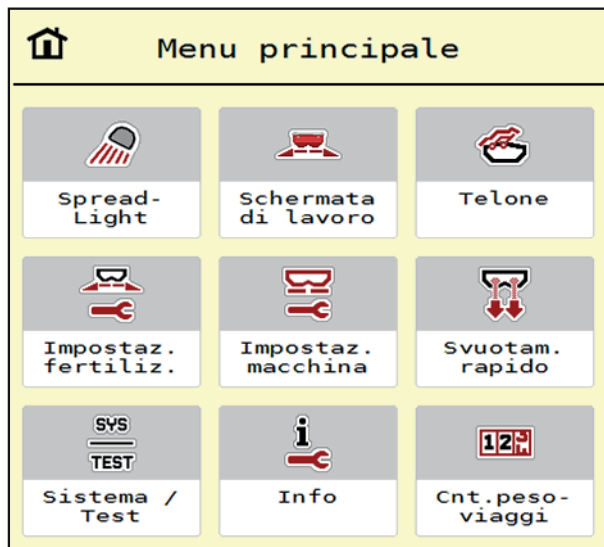 Menu principale
Spread-
Light
Schermata
di lavoro
Telone
Impostaz.
fertiliz.
Impostaz.
macchina
Svuotam.
rapido
SYS
TEST
Sistema /
Test
i
Info
12
Cnt.peso-
viaggi